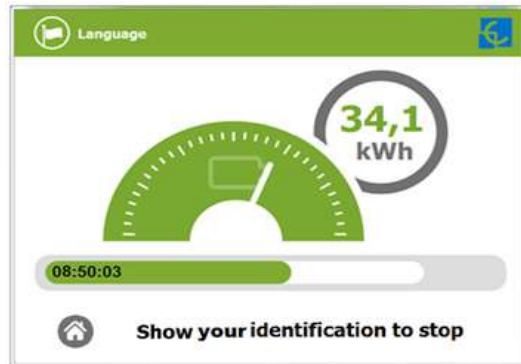 Language
34,1
kWh
08:50:03
Show your identification to stop